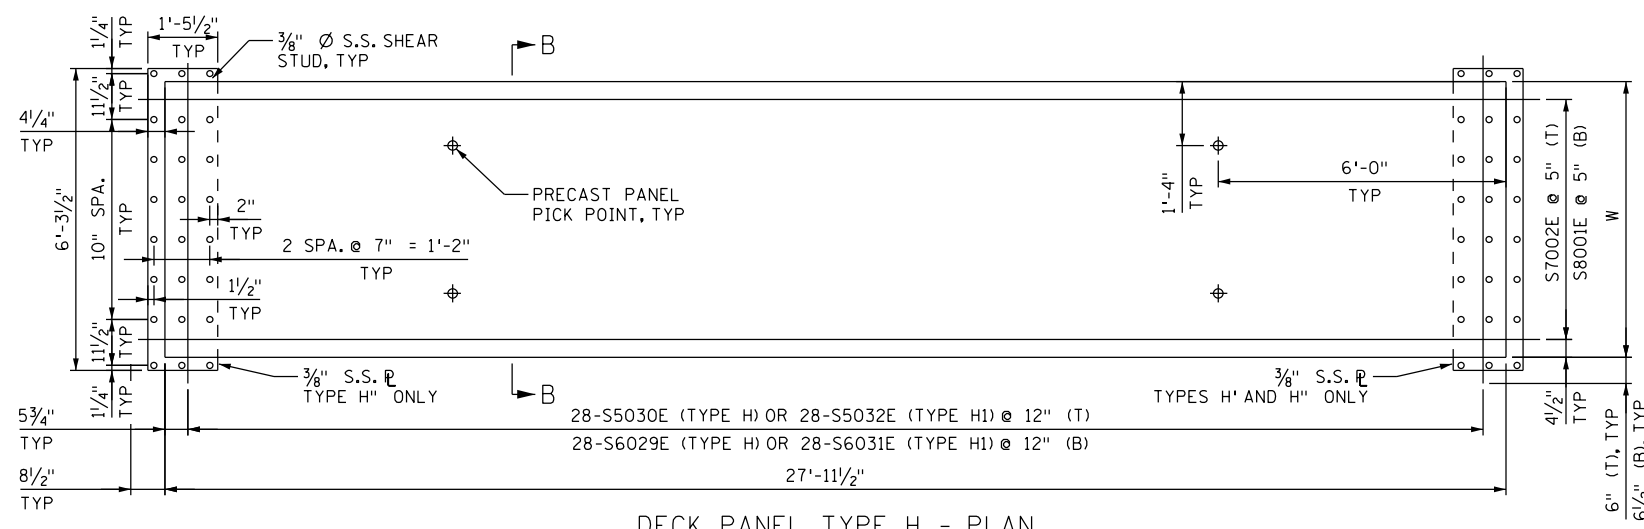 1¼"
TYP
1'-5½"
TYP
⅜" Ø S.S. SHEAR
STUD, TYP
B
11½"
TYP
4¼"
TYP
6'-3½"
10" SPA.
TYP
PRECAST PANEL
PICK POINT, TYP
2"
TYP
2 SPA. @ 7" = 1'-2"
TYP
1½"
TYP
1'-4"
TYP
6'-0"
TYP
S7002E @ 5" (T)
S8001E @ 5" (B)
W
11½"
TYP
1¼"
TYP
⅜" S.S. ℄
TYPE H" ONLY
B
⅜" S.S. ℄
TYPES H' AND H" ONLY
4½"
TYP
6" (T), TYP
6½" (B), TYP
5¾"
TYP
28-S5030E (TYPE H) OR 28-S5032E (TYPE H1) @ 12" (T)
28-S6029E (TYPE H) OR 28-S6031E (TYPE H1) @ 12" (B)
8½"
TYP
27'-11½"
DECK PANEL TYPE H - PLAN